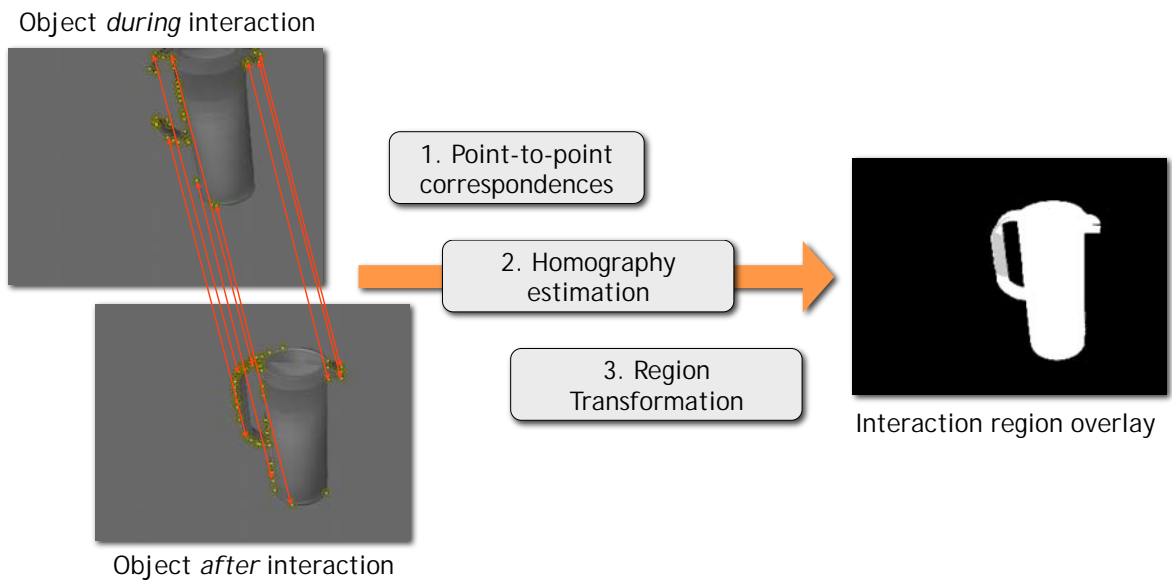 Object during interaction
1. Point-to-point
correspondences
2. Homography
estimation
3. Region
Transformation
Interaction region overlay
Object after interaction